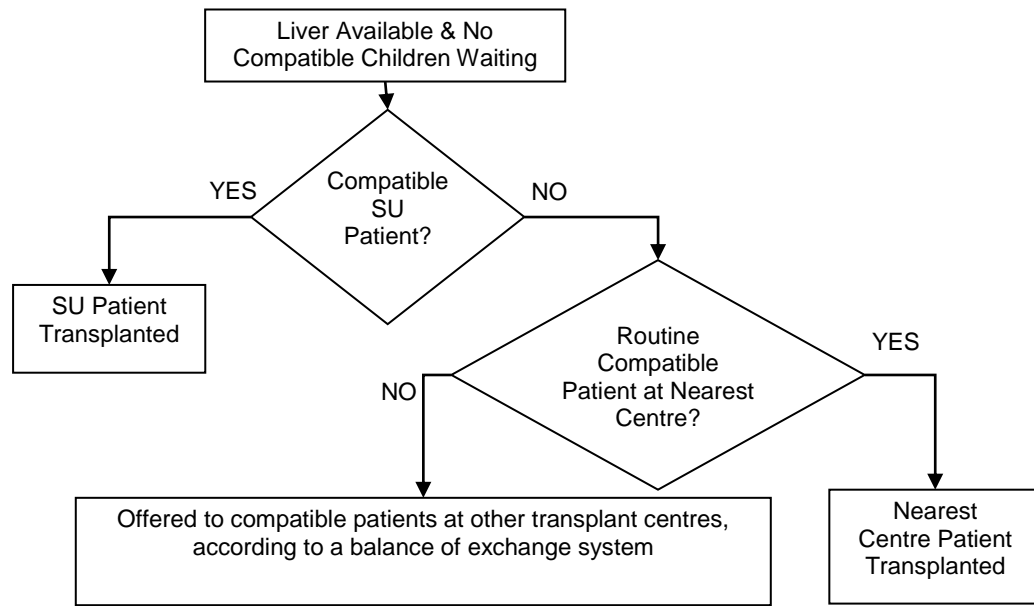 Liver Available & No
Compatible Children Waiting
YES
Compatible
SU
Patient?
NO
SU Patient
Transplanted
Routine
Compatible
Patient at Nearest
Centre?
YES
NO
Offered to compatible patients at other transplant centres,
according to a balance of exchange system
Nearest
Centre Patient
Transplanted